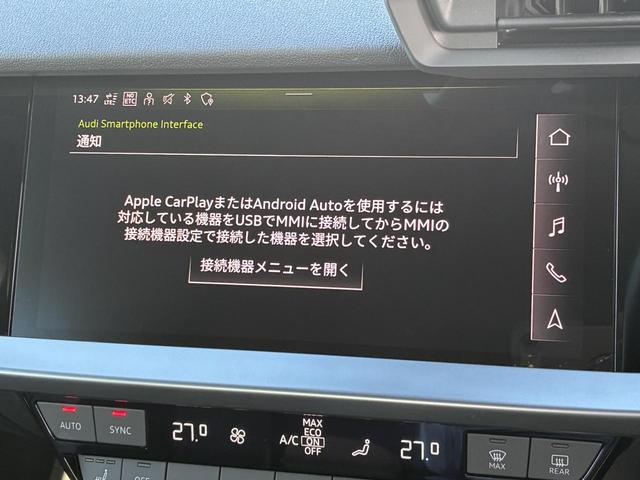 13:47 LTE NO ETC
Audi Smartphone Interface
通知
Apple CarPlayまたはAndroid Autoを使用するには
対応している機器をUSBでMMIに接続してからMMIの
接続機器設定で接続した機器を選択してください。
接続機器メニューを開く
AUTO
SYNC
27.0
A/C
MAX
ECO
ON
OFF
27.0
MAX
REAR